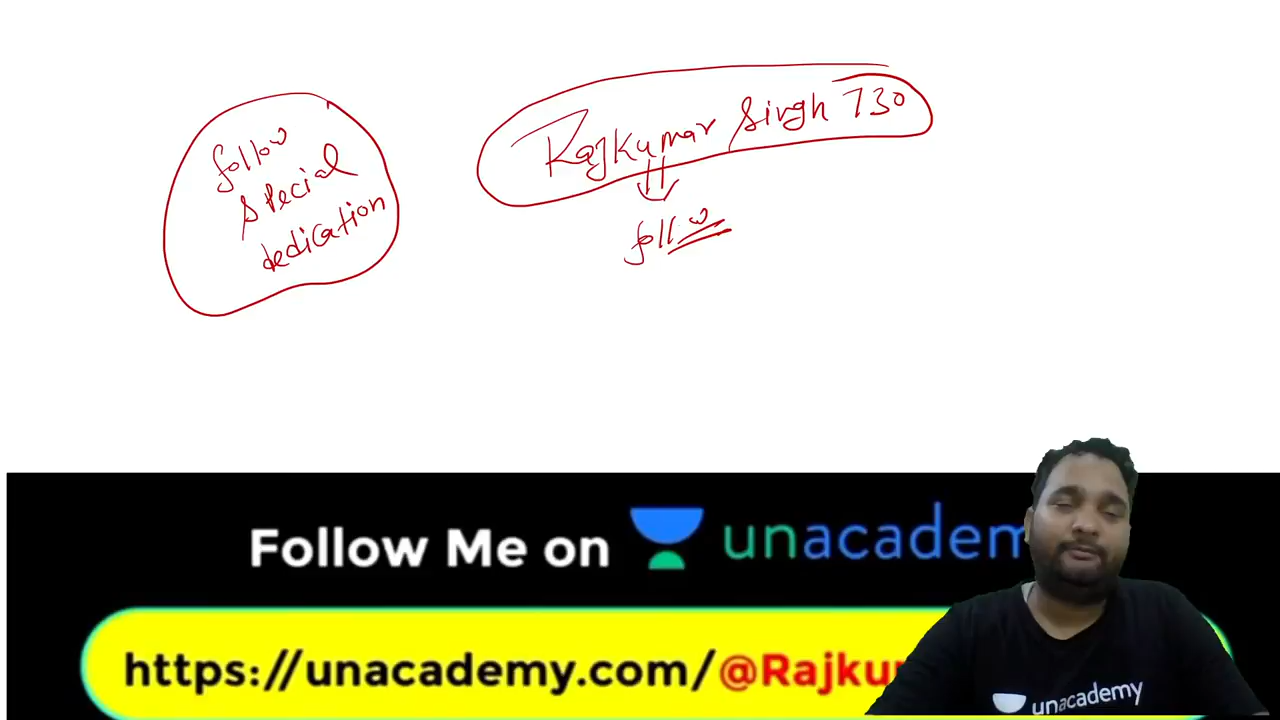 follow
special
dedication
Rajkumar Singh 730
follow
Follow Me on unacadem
https://unacademy.com/@Rajku
unacademy